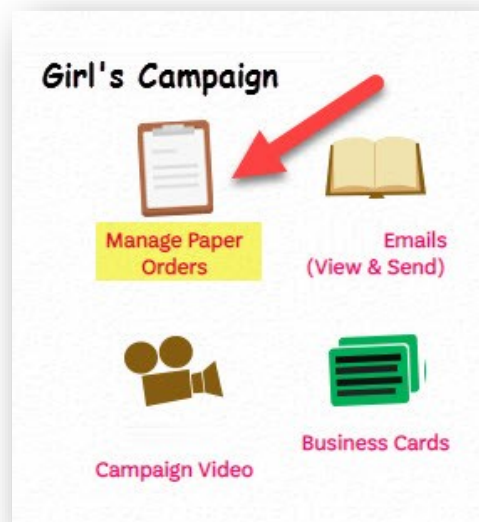 Girl's Campaign
Manage Paper
Orders
Emails
(View & Send)
Campaign Video
Business Cards